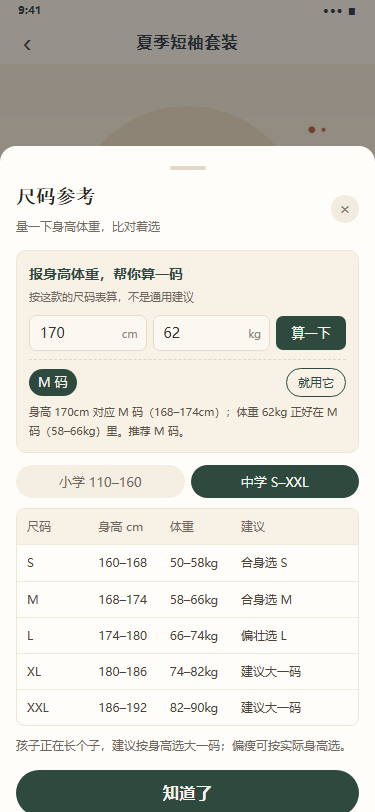 9:41
夏季短袖套装
尺码参考
量一下身高体重，比对着选
报身高体重，帮你算一码
按这款的尺码表算，不是通用建议
170 cm 62 kg 算一下
M 码 就用它
身高 170cm 对应 M 码（168–174cm）；体重 62kg 正好在 M
码（58–66kg）里。推荐 M 码。
小学 110–160 中学 S–XXL
尺码 身高 cm 体重 建议
S 160–168 50–58kg 合身选 S
M 168–174 58–66kg 合身选 M
L 174–180 66–74kg 偏壮选 L
XL 180–186 74–82kg 建议大一码
XXL 186–192 82–90kg 建议大一码
孩子正在长个子，建议按身高选大一码；偏瘦可按实际身高选。
知道了